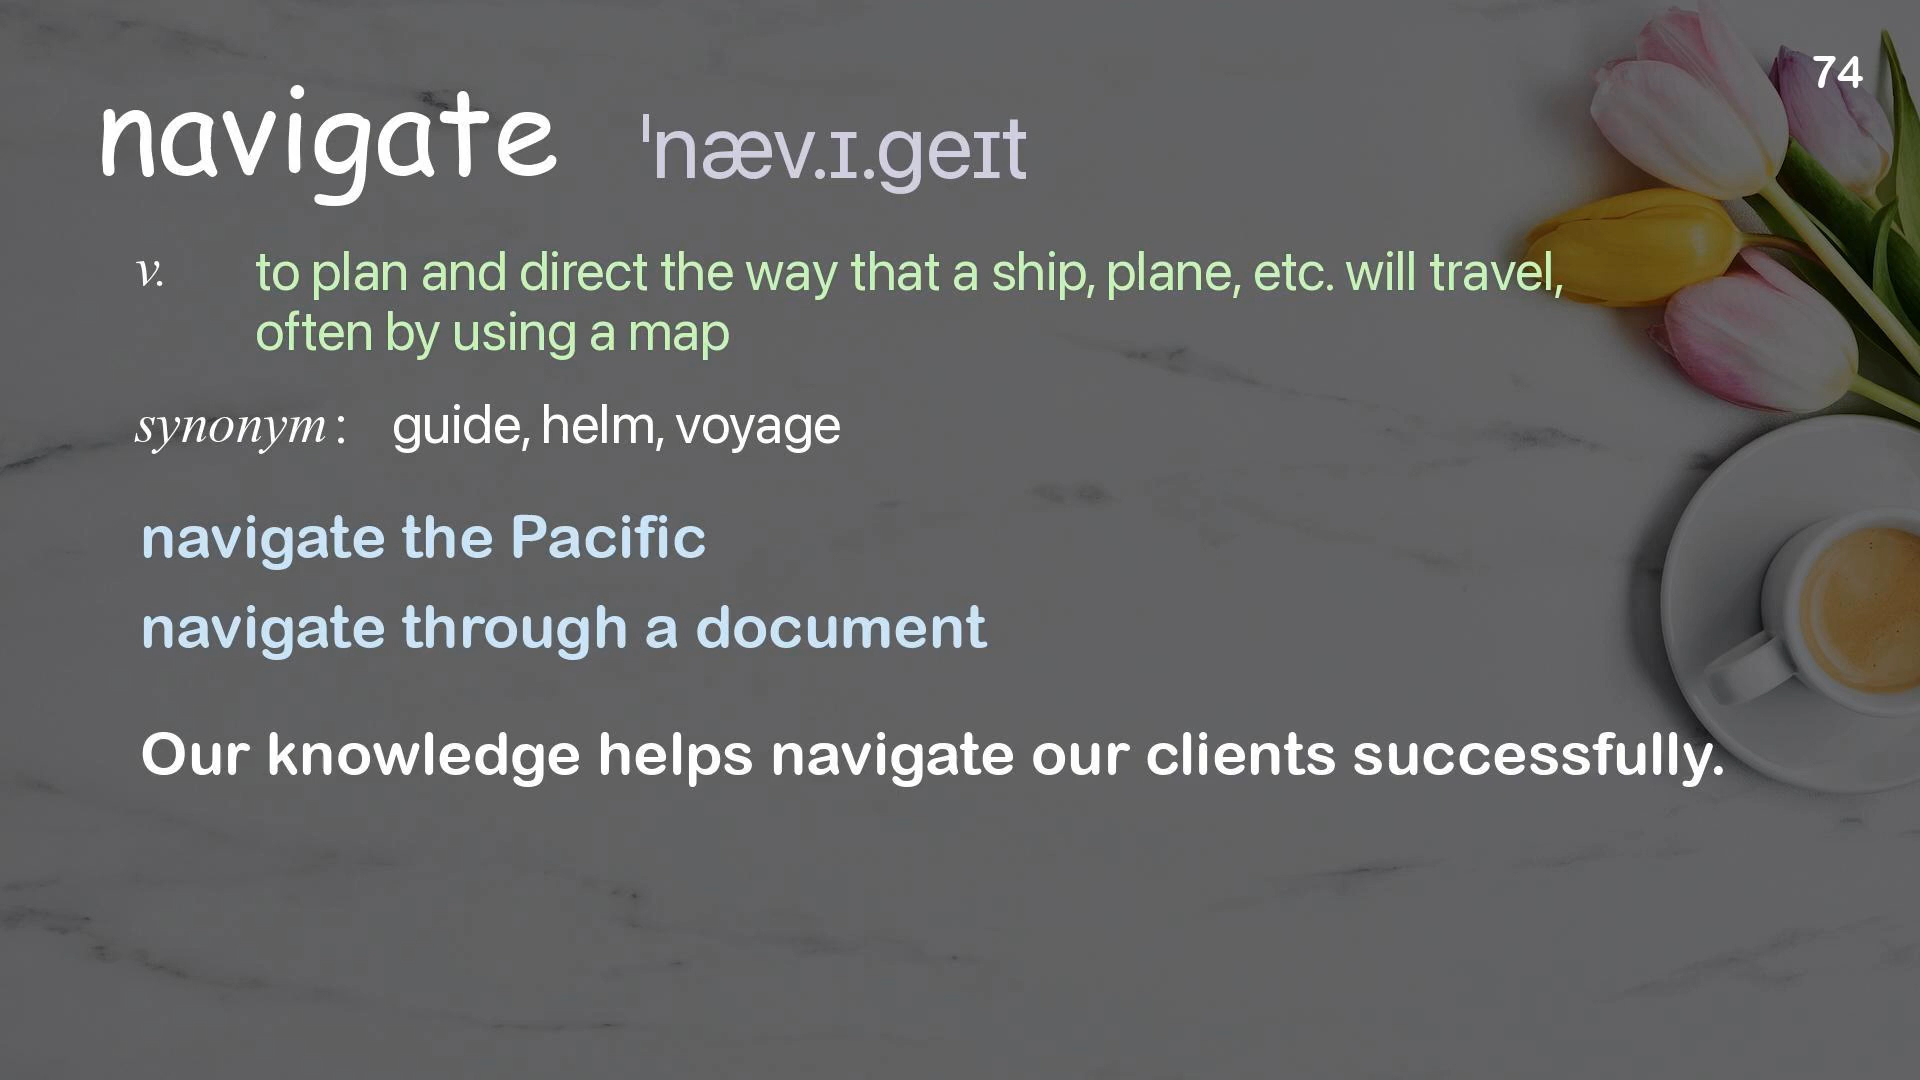 74
navigate ˈnæv.ɪ.geɪt
v. to plan and direct the way that a ship, plane, etc. will travel,
often by using a map
synonym: guide, helm, voyage
navigate the Pacific
navigate through a document
Our knowledge helps navigate our clients successfully.